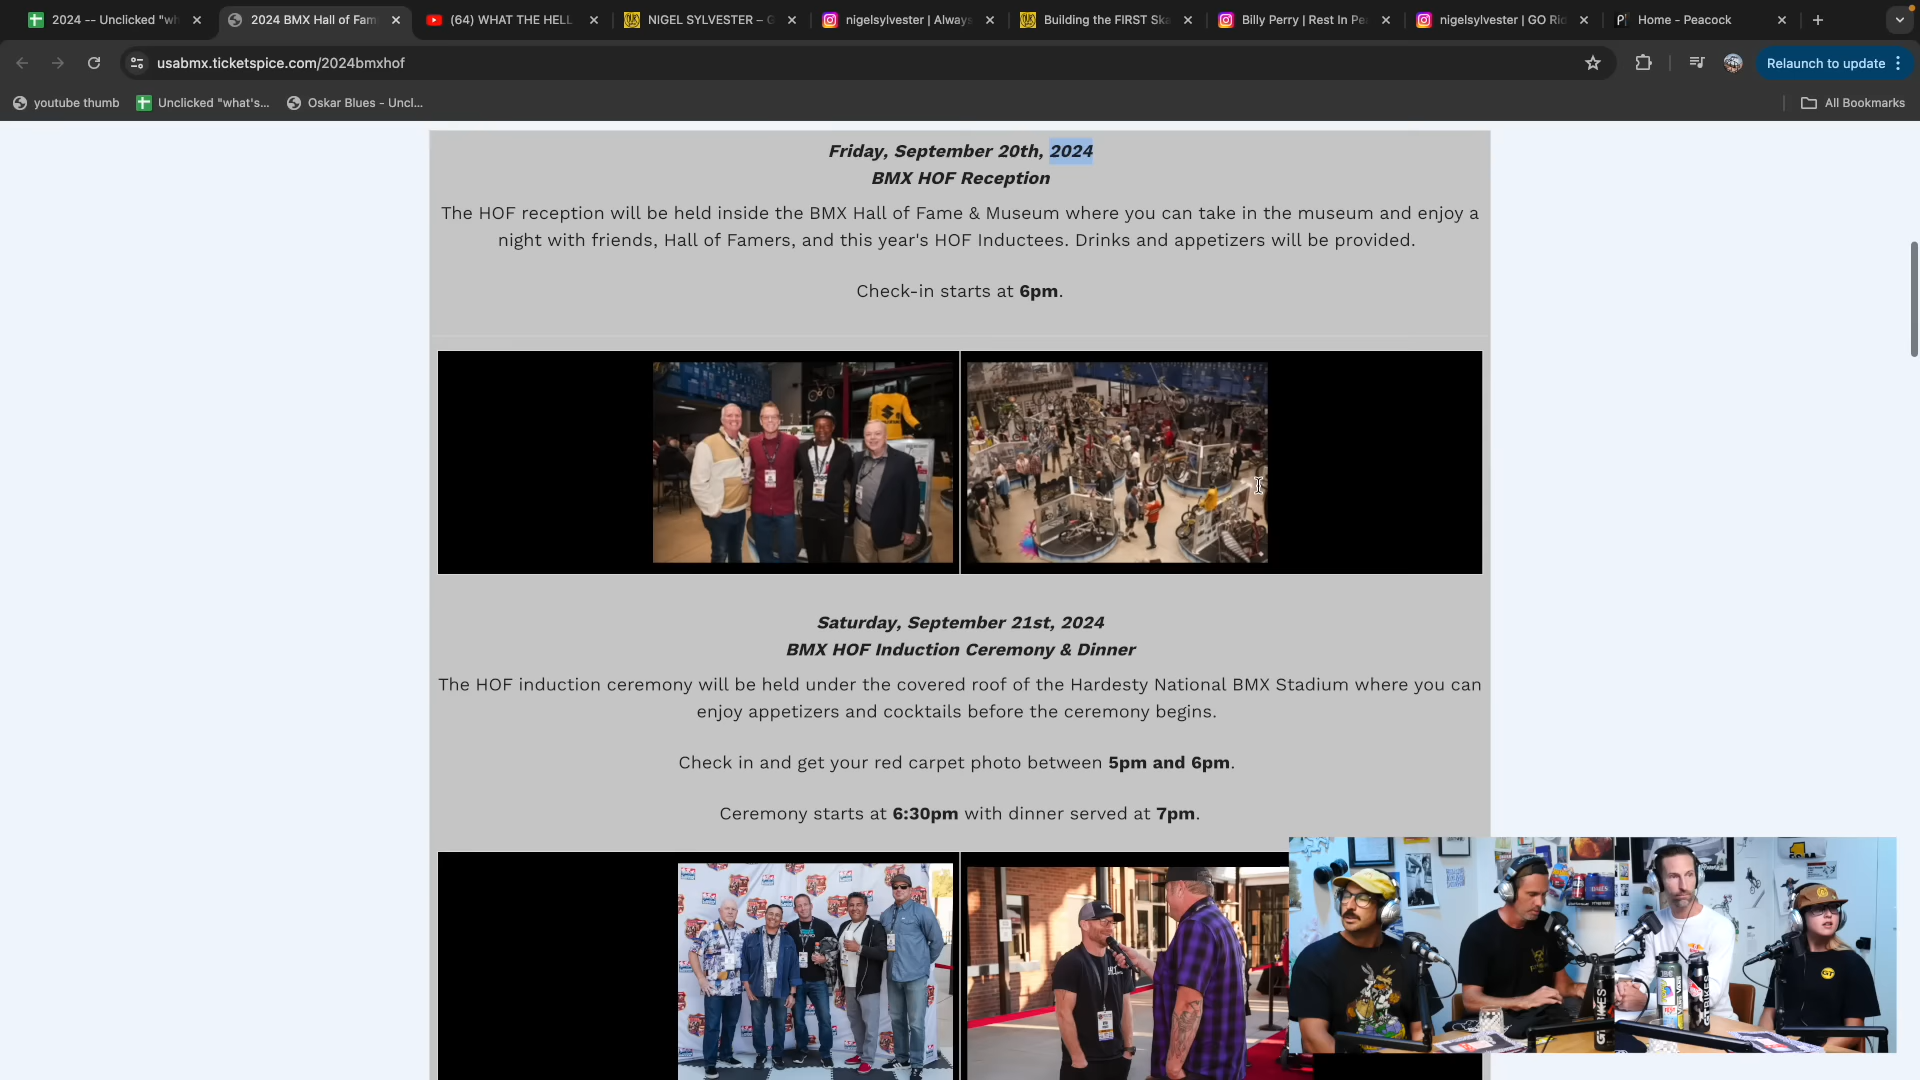 2024 -- Unclicked "wh
2024 BMX Hall of Fam
(64) WHAT THE HELL
NIGEL SYLVESTER – G
nigelsylvester | Always
Building the FIRST Ska
Billy Perry | Rest In Pe
nigelsylvester | GO Rid
Home - Peacock
usabmx.ticketspice.com/2024bmxhof
Relaunch to update
youtube thumb
Unclicked "what's...
Oskar Blues - Uncl...
All Bookmarks
Friday, September 20th, 2024
BMX HOF Reception
The HOF reception will be held inside the BMX Hall of Fame & Museum where you can take in the museum and enjoy a
night with friends, Hall of Famers, and this year's HOF Inductees. Drinks and appetizers will be provided.
Check-in starts at 6pm.
Saturday, September 21st, 2024
BMX HOF Induction Ceremony & Dinner
The HOF induction ceremony will be held under the covered roof of the Hardesty National BMX Stadium where you can
enjoy appetizers and cocktails before the ceremony begins.
Check in and get your red carpet photo between 5pm and 6pm.
Ceremony starts at 6:30pm with dinner served at 7pm.
GT